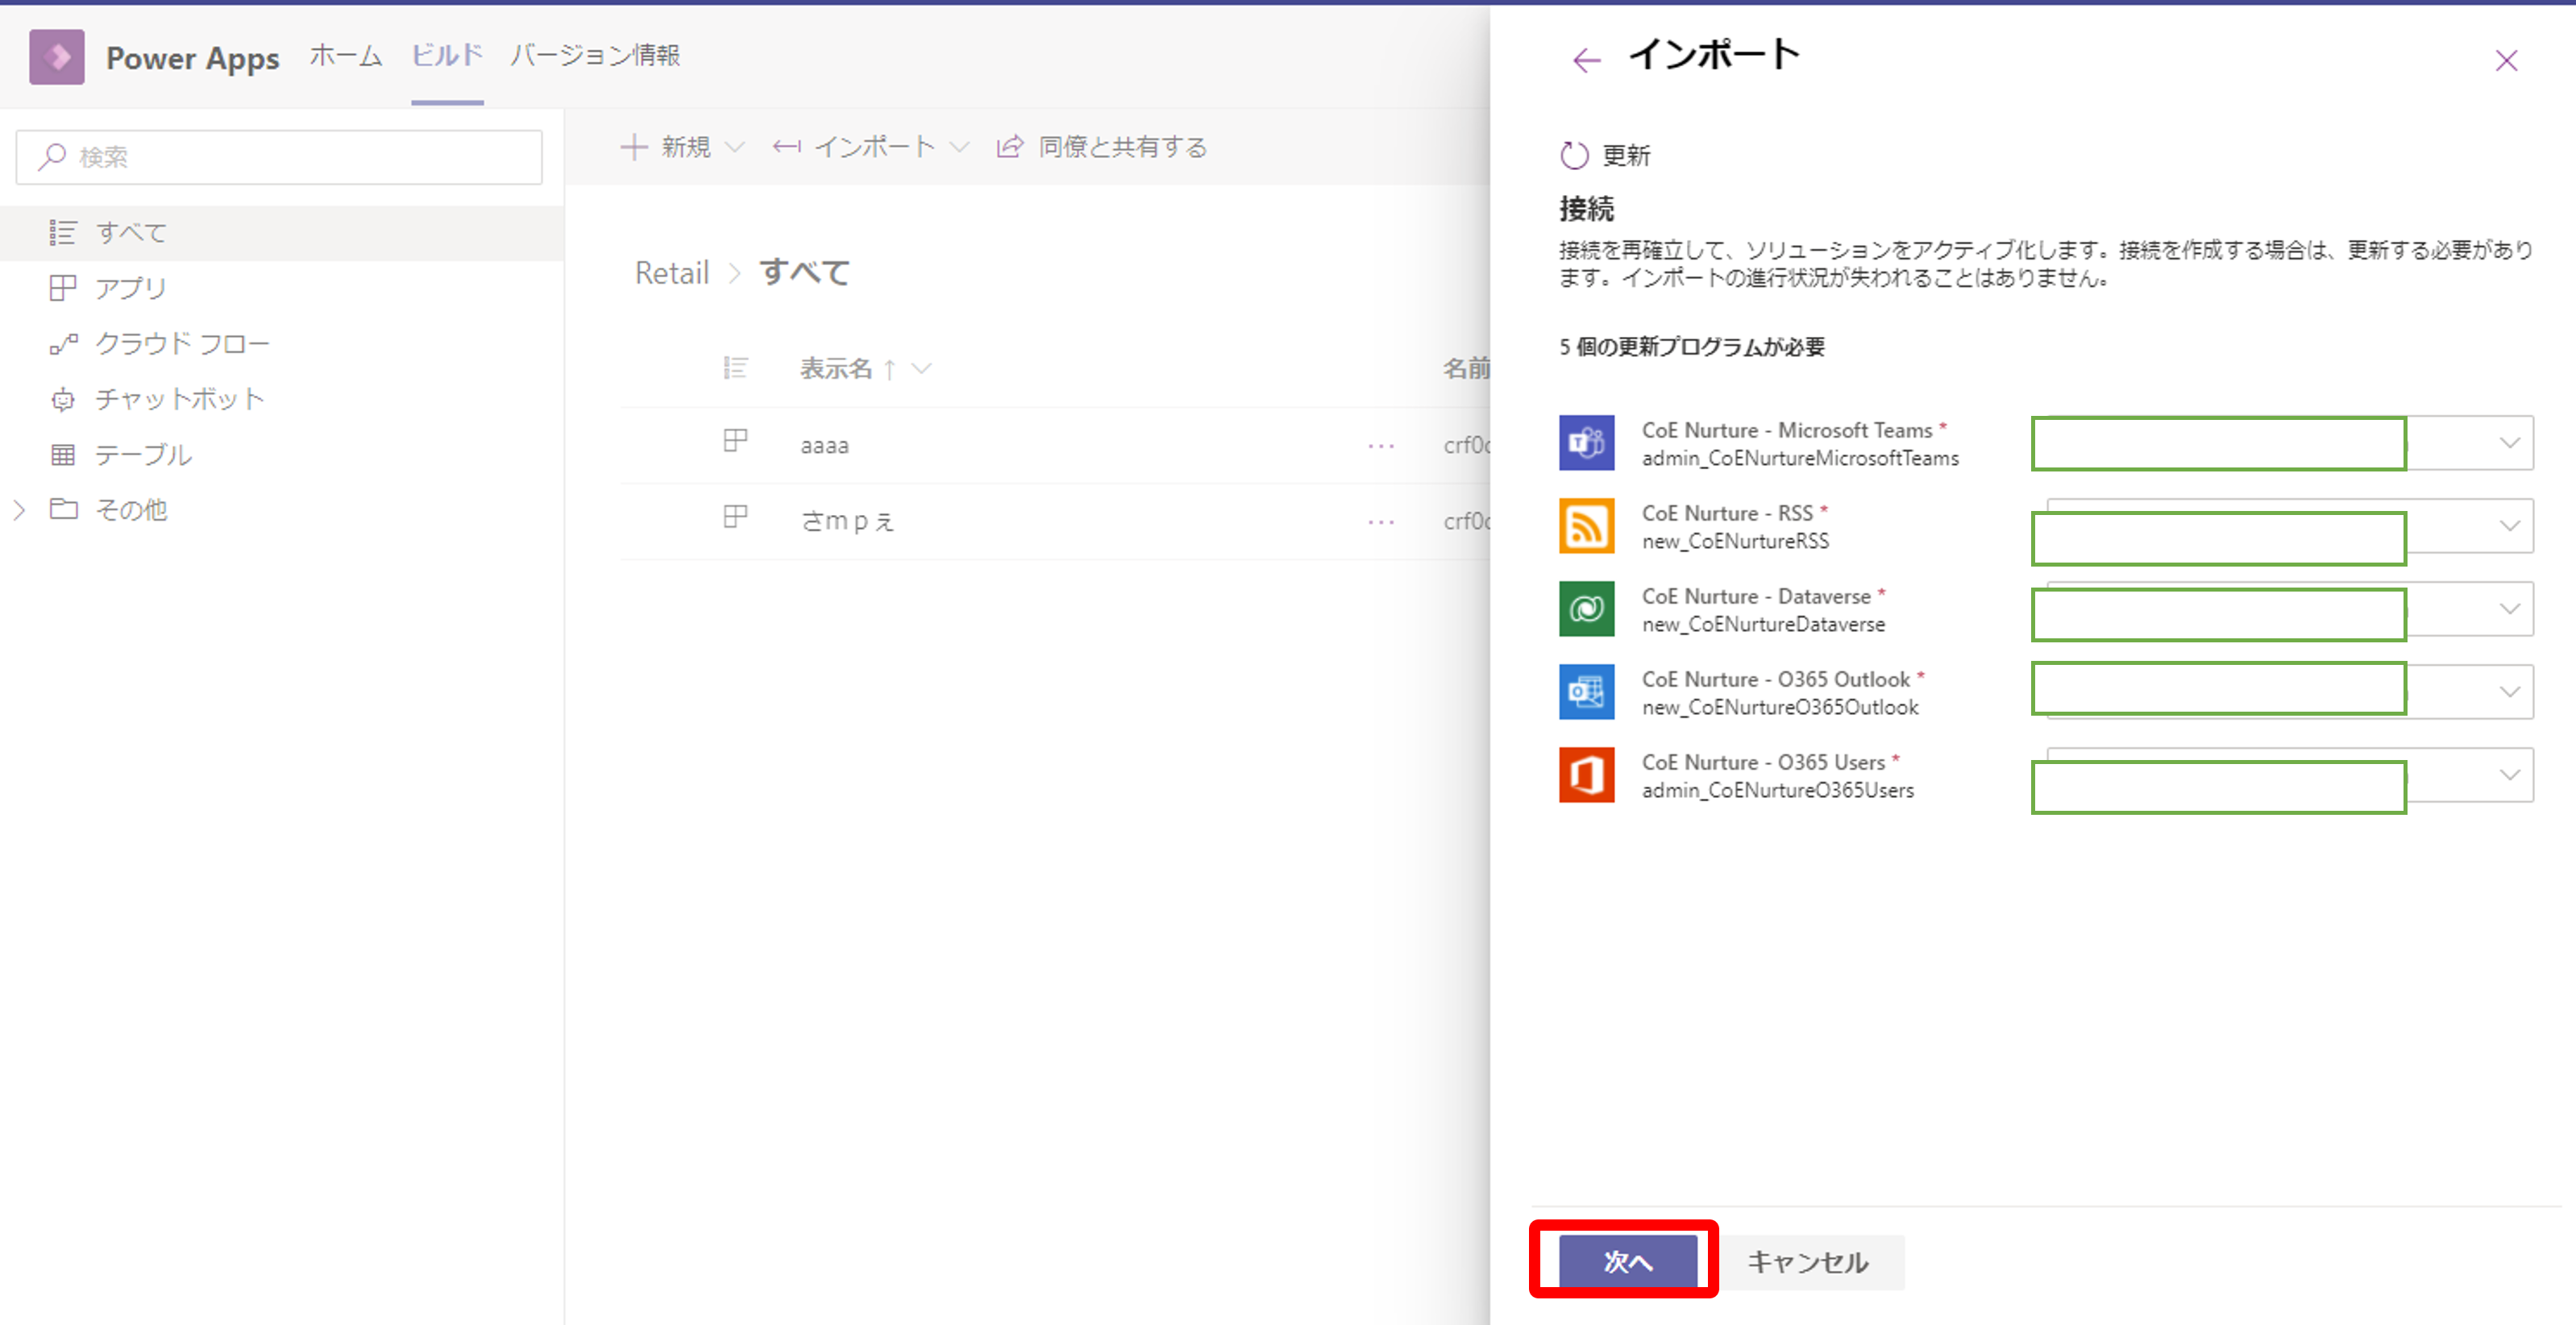 Power Apps ホーム ビルド バージョン情報
検索
すべて
アプリ
クラウド フロー
チャットボット
テーブル
その他
新規 インポート 同僚と共有する
Retail > すべて
表示名 ↑ 名前
aaaa ··· crf0c
さmpぇ ··· crf0c
インポート
更新
接続
接続を再確立して、ソリューションをアクティブ化します。接続を作成する場合は、更新する必要があり
ます。インポートの進行状況が失われることはありません。
5 個の更新プログラムが必要
CoE Nurture - Microsoft Teams *
admin_CoENurtureMicrosoftTeams
CoE Nurture - RSS *
new_CoENurtureRSS
CoE Nurture - Dataverse *
new_CoENurtureDataverse
CoE Nurture - O365 Outlook *
new_CoENurtureO365Outlook
CoE Nurture - O365 Users *
admin_CoENurtureO365Users
次へ キャンセル